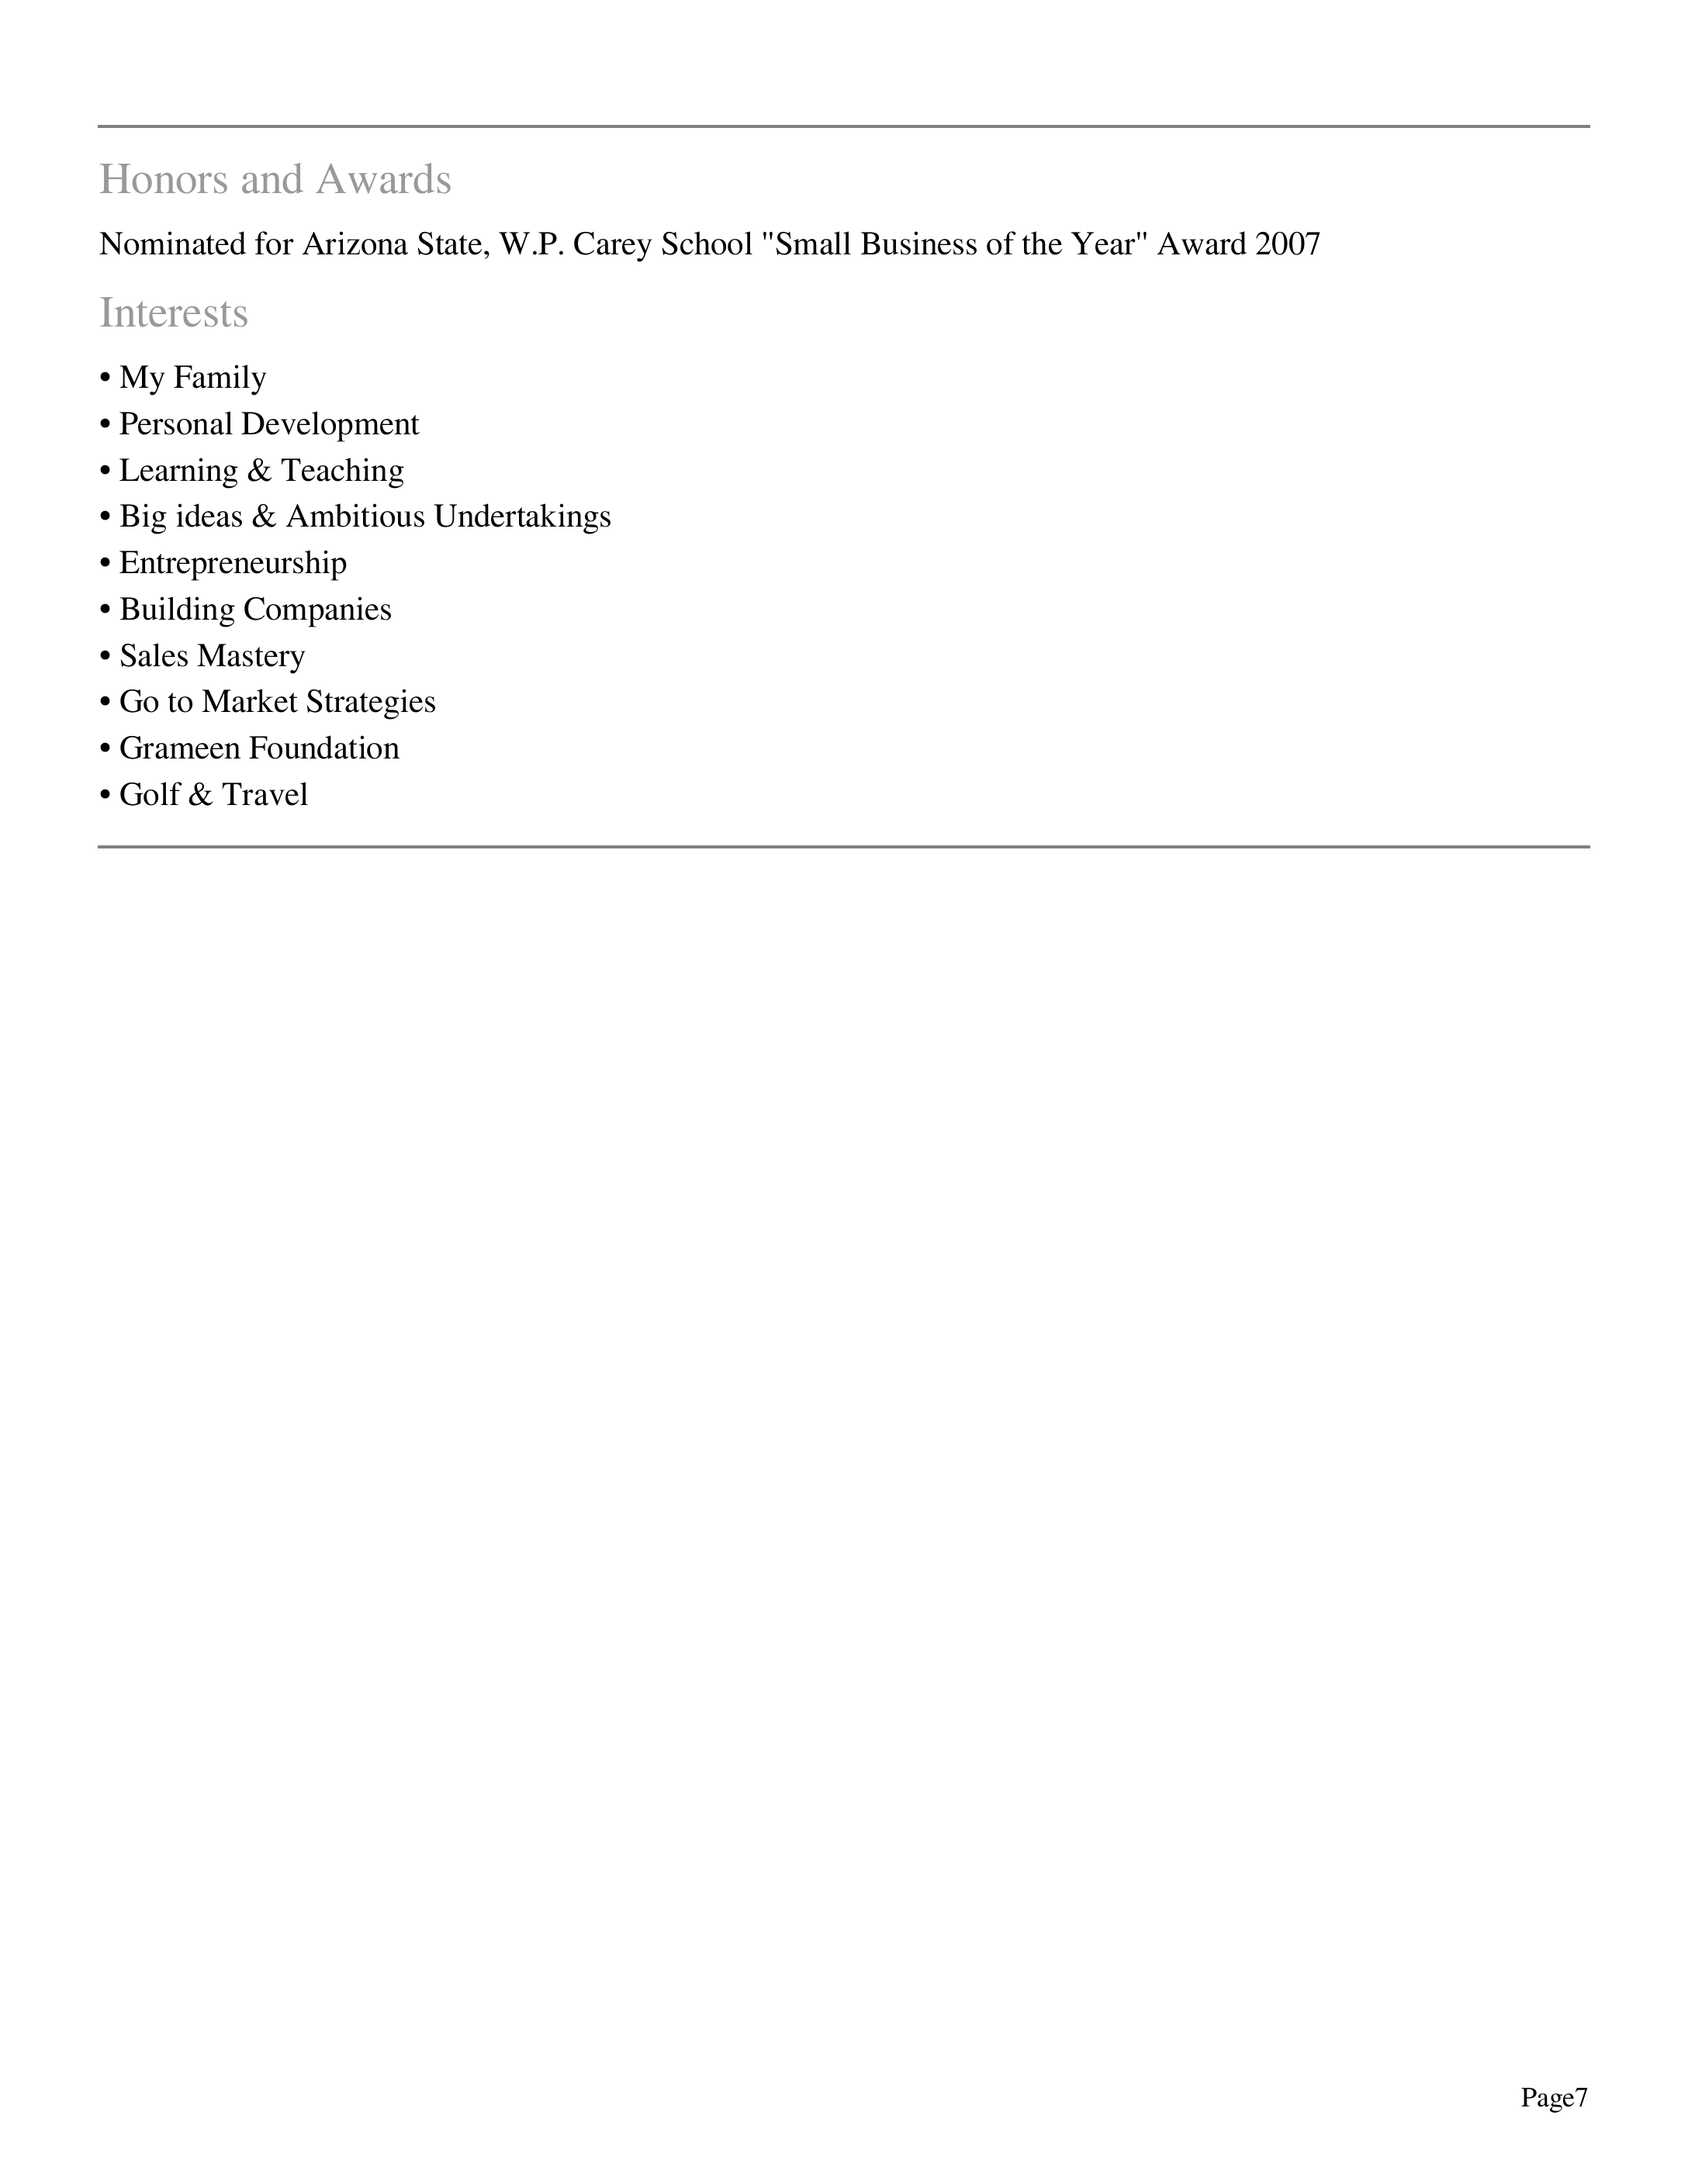 Honors and Awards
Nominated for Arizona State, W.P. Carey School "Small Business of the Year" Award 2007
Interests
• My Family
• Personal Development
• Learning & Teaching
• Big ideas & Ambitious Undertakings
• Entrepreneurship
• Building Companies
• Sales Mastery
• Go to Market Strategies
• Grameen Foundation
• Golf & Travel
Page7